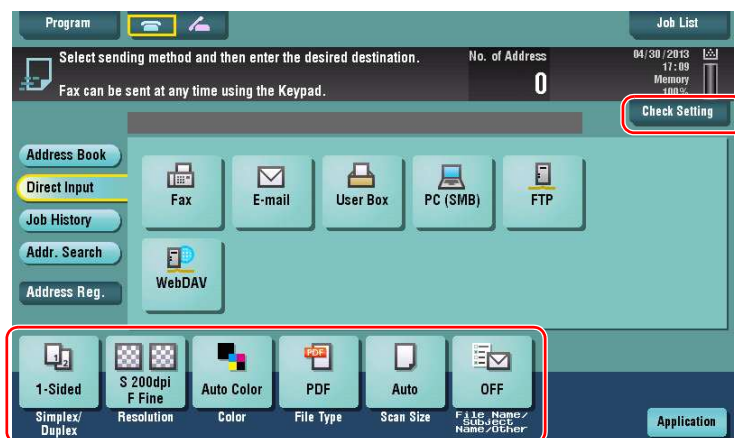 Program
Job List
Select sending method and then enter the desired destination.
Fax can be sent at any time using the Keypad.
No. of Address
0
04/30/2013
17:09
Memory
100%
Check Setting
Address Book
Direct Input
Job History
Addr. Search
Address Reg.
Fax
E-mail
User Box
PC (SMB)
FTP
WebDAV
1-Sided
S 200dpi
F Fine
Auto Color
PDF
PDF
Auto
OFF
Simplex/
Duplex
Resolution
Color
File Type
Scan Size
File Name/
Subject
Name/Other
Application